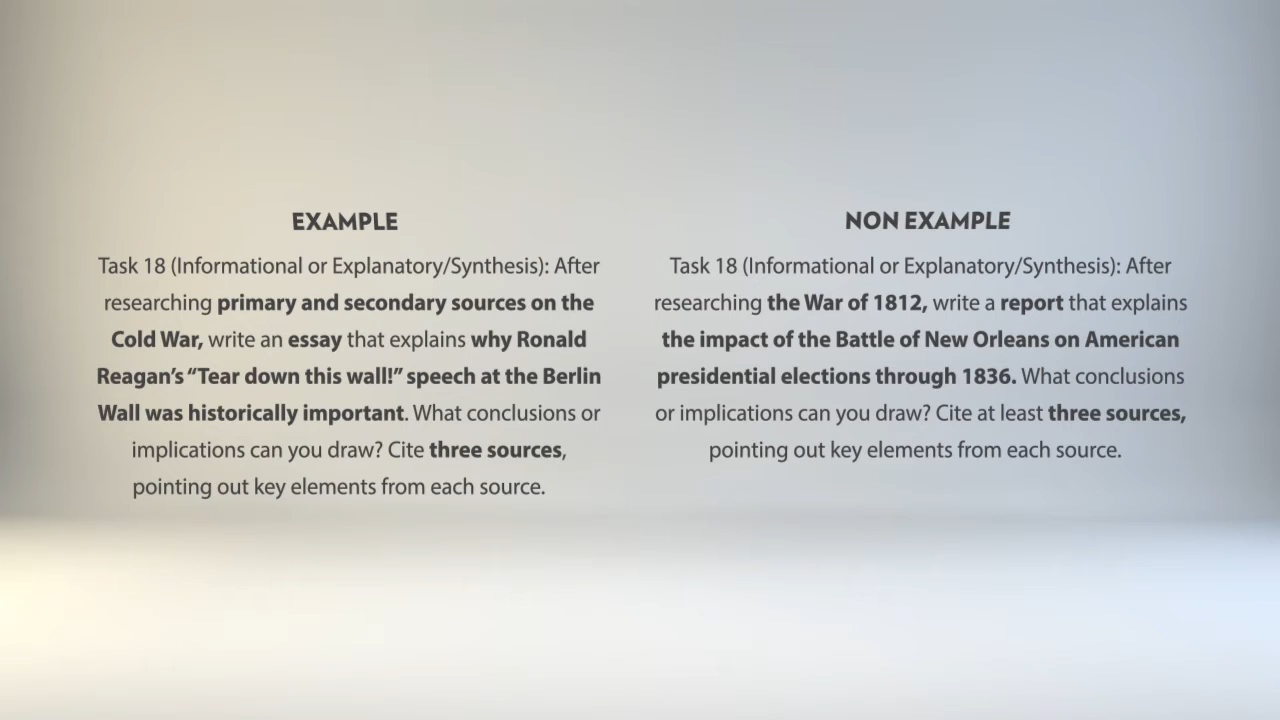 EXAMPLE
Task 18 (Informational or Explanatory/Synthesis): After
researching primary and secondary sources on the
Cold War, write an essay that explains why Ronald
Reagan's “Tear down this wall!” speech at the Berlin
Wall was historically important. What conclusions or
implications can you draw? Cite three sources,
pointing out key elements from each source.
NON EXAMPLE
Task 18 (Informational or Explanatory/Synthesis): After
researching the War of 1812, write a report that explains
the impact of the Battle of New Orleans on American
presidential elections through 1836. What conclusions
or implications can you draw? Cite at least three sources,
pointing out key elements from each source.